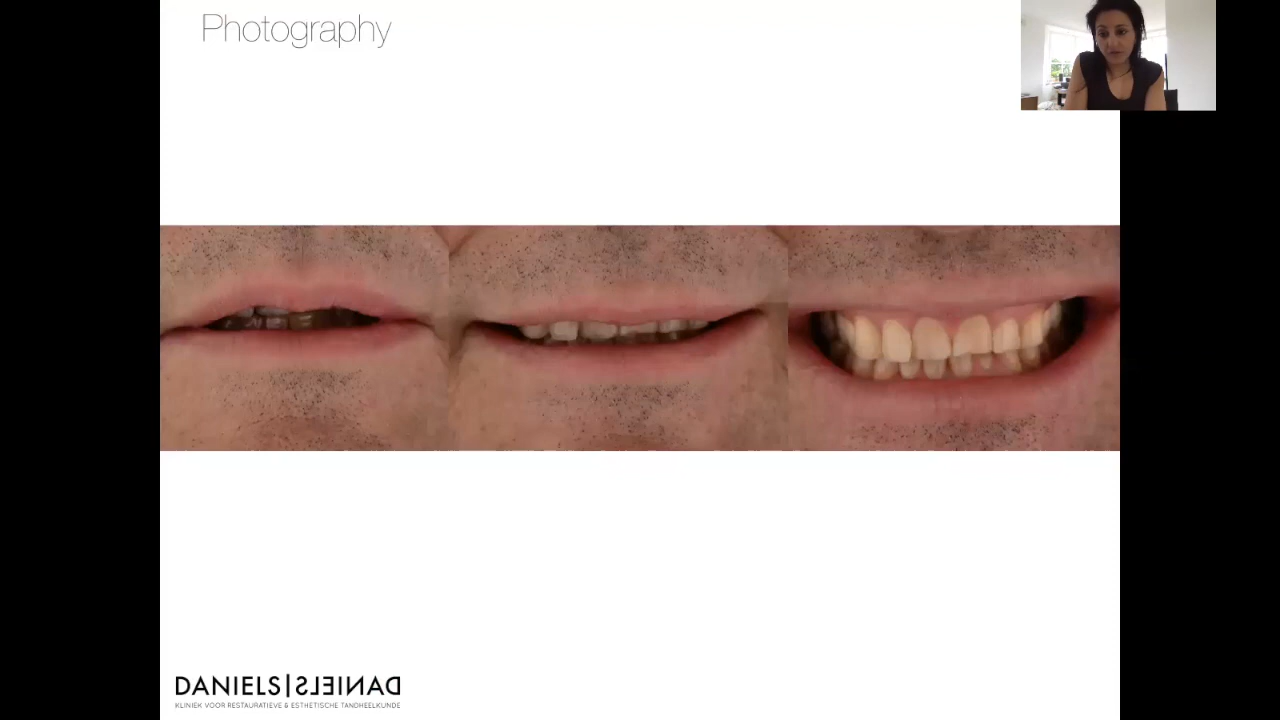 Photography
DANIELS|DANIELS
KLINIEK VOOR RESTAURATIEVE & ESTHETISCHE TANDHEELKUNDE